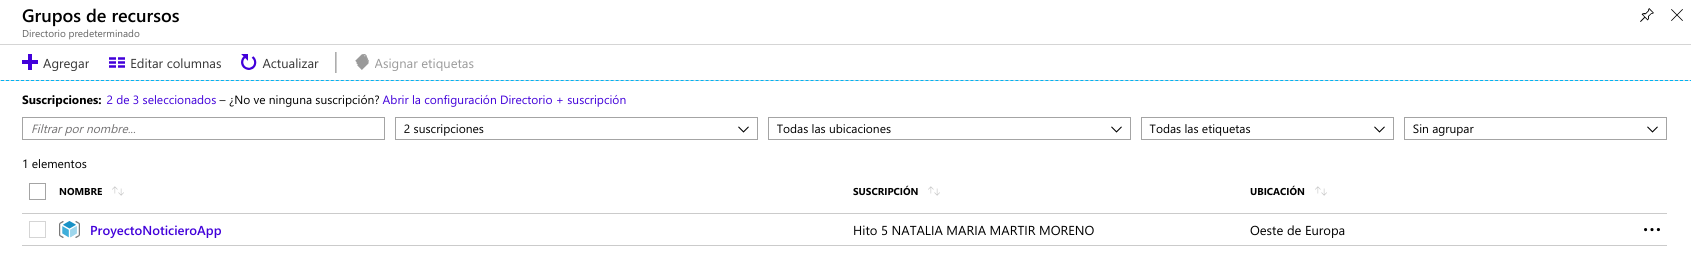 Grupos de recursos
Directorio predeterminado
Agregar Editar columnas Actualizar Asignar etiquetas
Suscripciones: 2 de 3 seleccionados – ¿No ve ninguna suscripción? Abrir la configuración Directorio + suscripción
Filtrar por nombre... 2 suscripciones Todas las ubicaciones Todas las etiquetas Sin agrupar
1 elementos
NOMBRE SUSCRIPCIÓN UBICACIÓN
ProyectoNoticieroApp Hito 5 NATALIA MARIA MARTIR MORENO Oeste de Europa